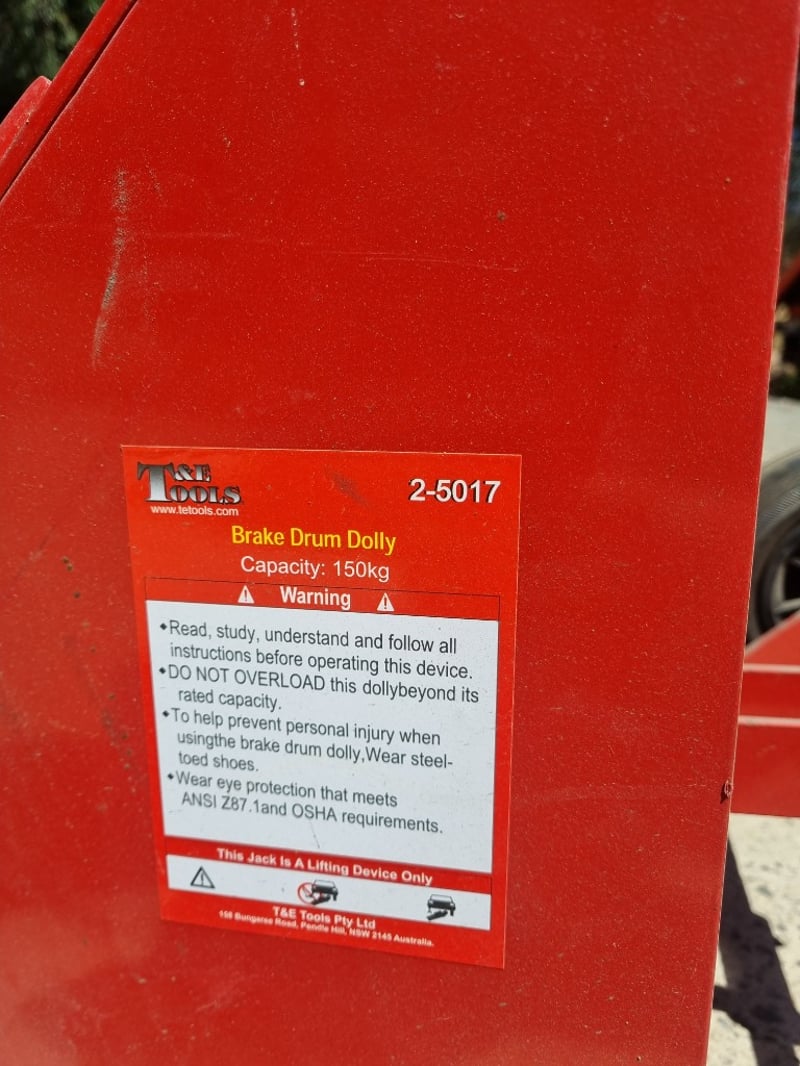 T&E TOOLS
2-5017
www.tetools.com
Brake Drum Dolly
Capacity: 150kg
Warning
Read, study, understand and follow all
instructions before operating this device.
DO NOT OVERLOAD this dollybeyond its
rated capacity.
To help prevent personal injury when
usingthe brake drum dolly,Wear steel-
toed shoes.
Wear eye protection that meets
ANSI Z87.1and OSHA requirements.
This Jack Is A Lifting Device Only
T&E Tools Pty Ltd
156 Bungaree Road, Pendle Hill, NSW 2145 Australia.